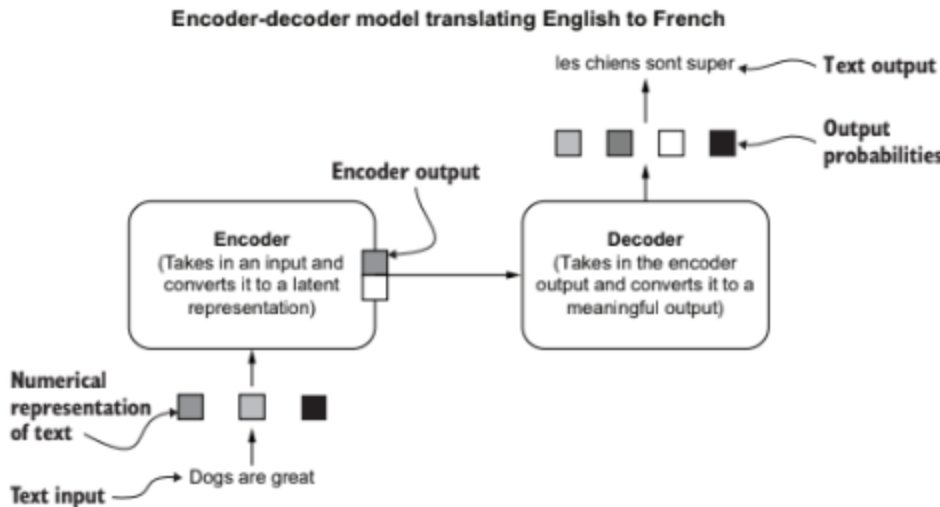 Encoder-decoder model translating English to French
les chiens sont super
Text output
Output
probabilities
Encoder output
Encoder
(Takes in an input and
converts it to a latent
representation)
Decoder
(Takes in the encoder
output and converts it to a
meaningful output)
Numerical
representation
of text
Dogs are great
Text input